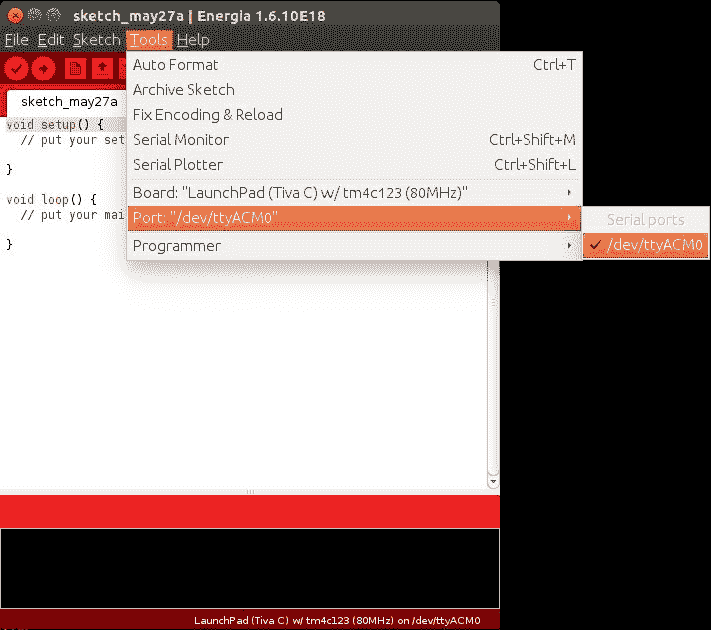 sketch_may27a | Energia 1.6.10E18
File Edit Sketch Tools Help
sketch_may27a
void setup() {
// put your set
}
void loop() {
// put your mai
}
Auto Format Ctrl+T
Archive Sketch
Fix Encoding & Reload
Serial Monitor Ctrl+Shift+M
Serial Plotter Ctrl+Shift+L
Board: "LaunchPad (Tiva C) w/ tm4c123 (80MHz)"
Port: "/dev/ttyACM0"
Programmer
Serial ports
/dev/ttyACM0
LaunchPad (Tiva C) w/ tm4c123 (80MHz) on /dev/ttyACM0